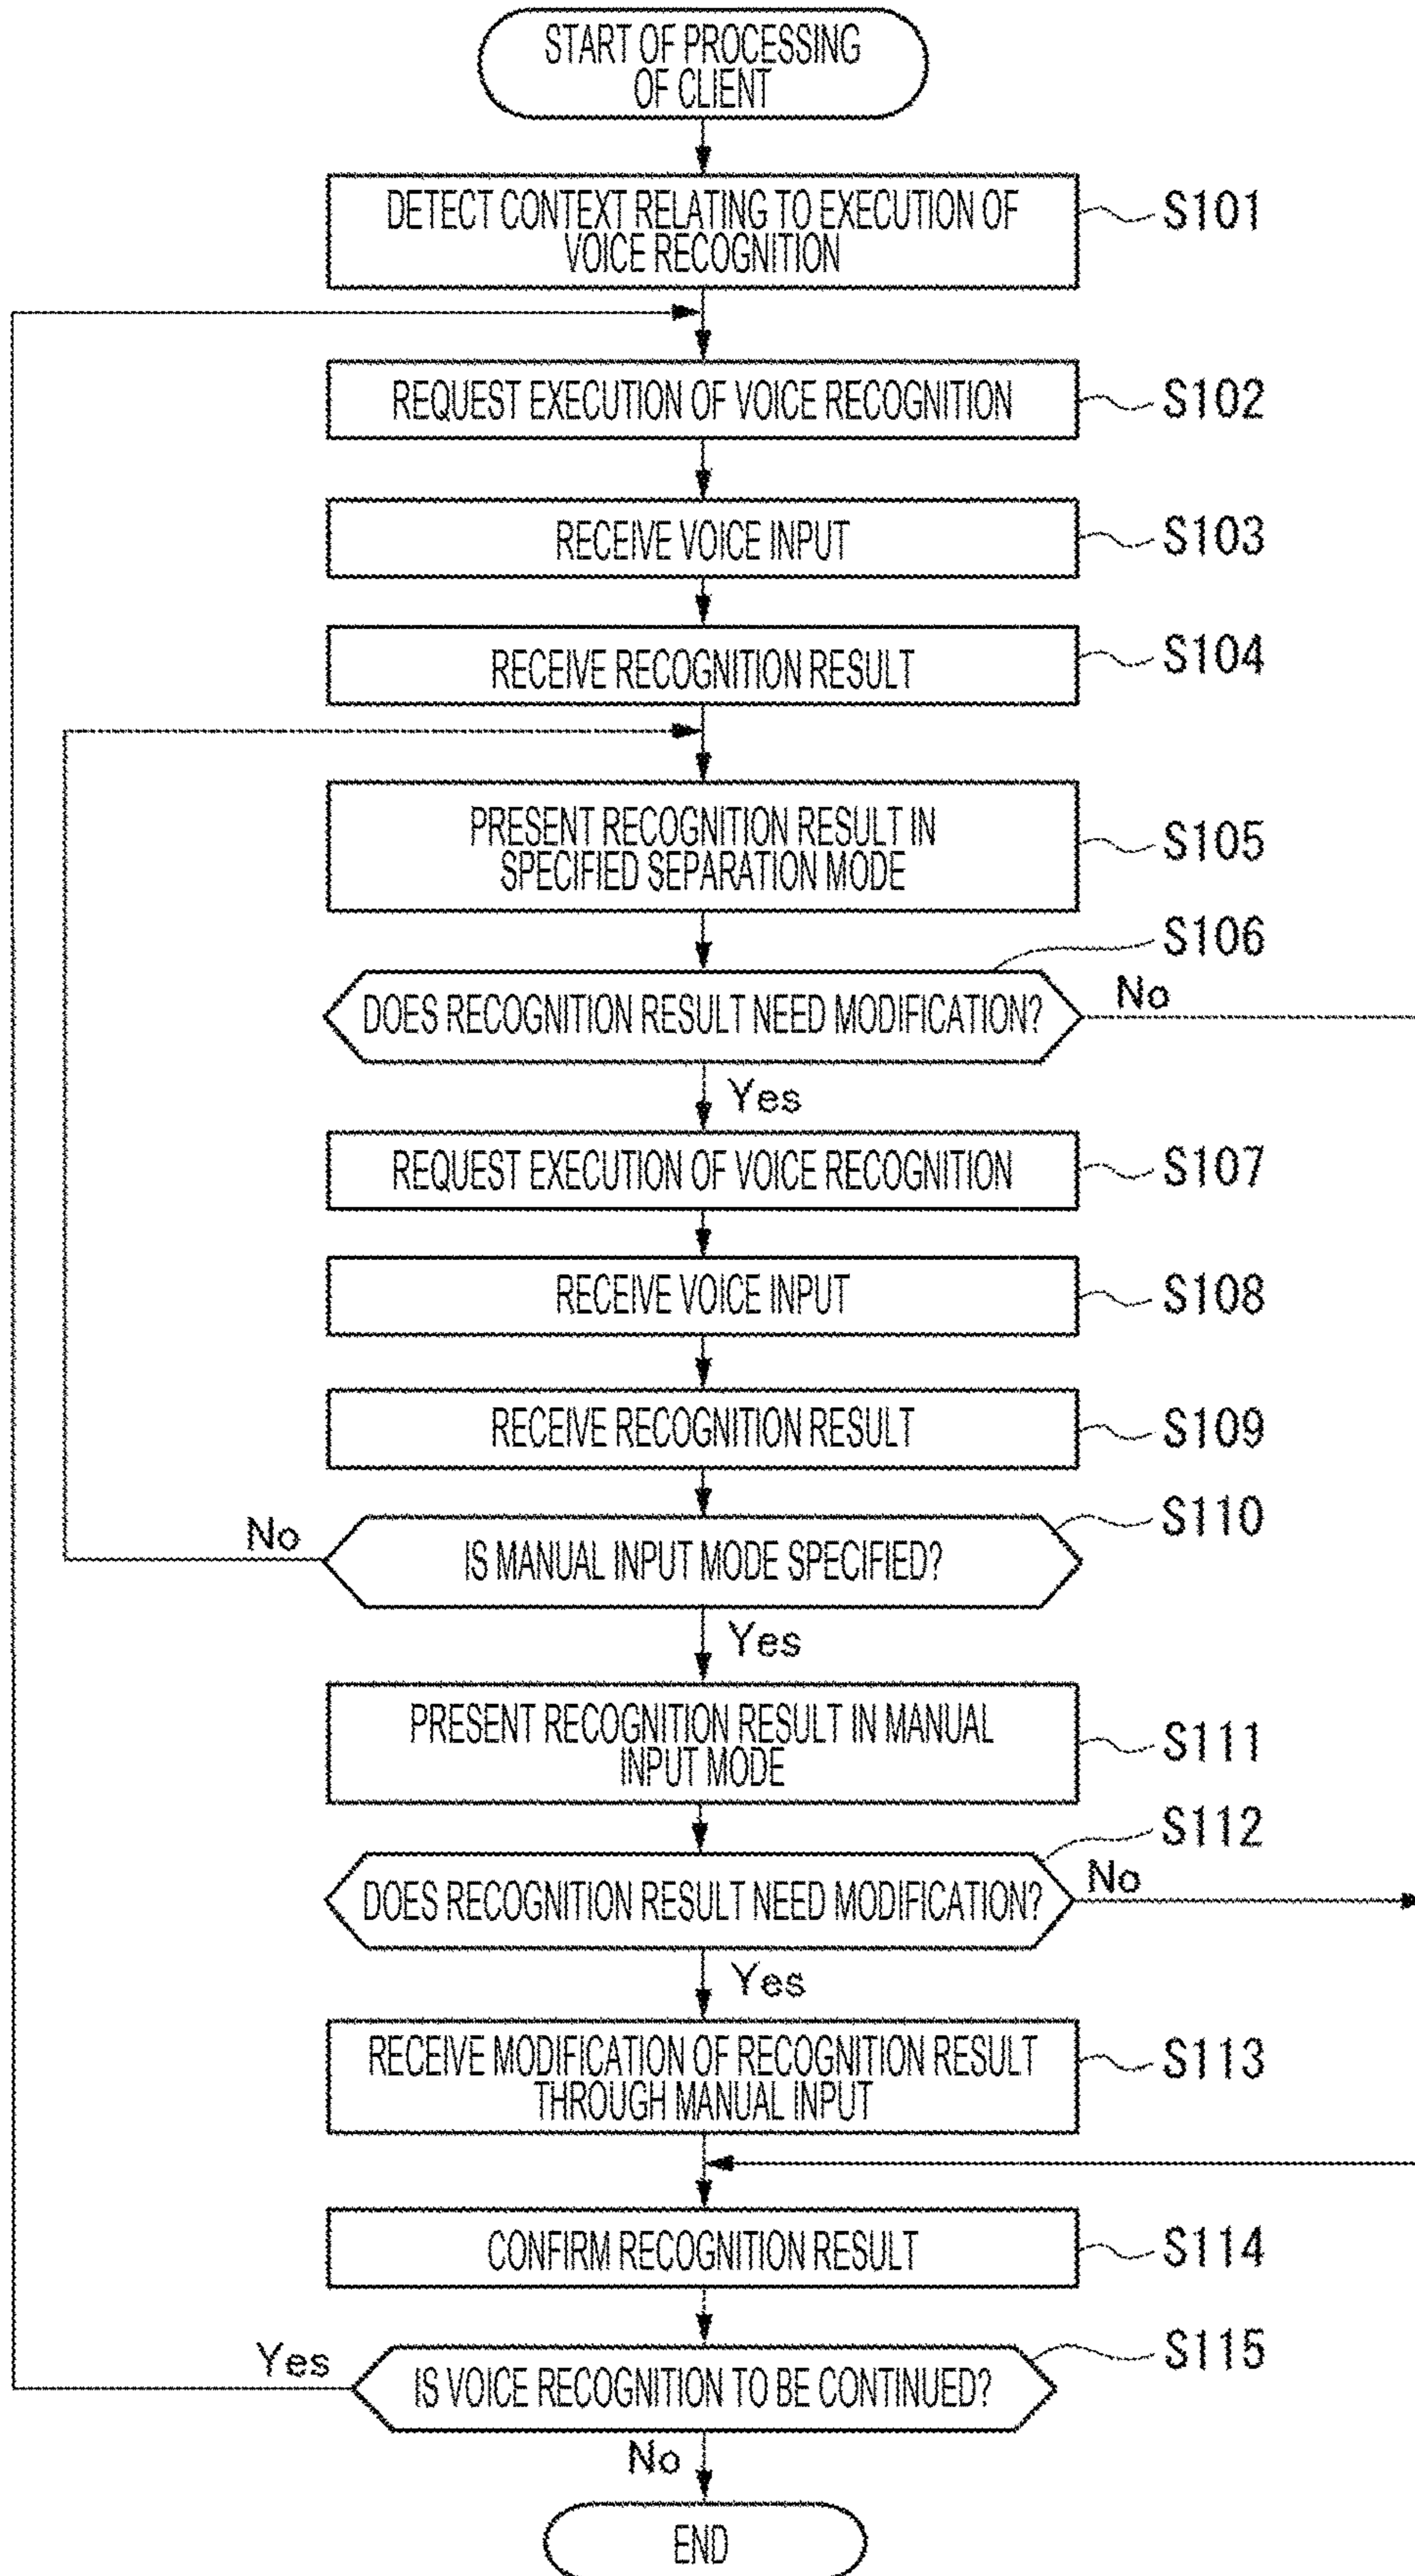 START OF PROCESSING
OF CLIENT
DETECT CONTEXT RELATING TO EXECUTION OF
VOICE RECOGNITION
S101
REQUEST EXECUTION OF VOICE RECOGNITION
S102
RECEIVE VOICE INPUT
S103
RECEIVE RECOGNITION RESULT
S104
PRESENT RECOGNITION RESULT IN
SPECIFIED SEPARATION MODE
S105
S106
DOES RECOGNITION RESULT NEED MODIFICATION?
No
Yes
REQUEST EXECUTION OF VOICE RECOGNITION
S107
RECEIVE VOICE INPUT
S108
RECEIVE RECOGNITION RESULT
S109
S110
No
IS MANUAL INPUT MODE SPECIFIED?
Yes
PRESENT RECOGNITION RESULT IN MANUAL
INPUT MODE
S111
S112
DOES RECOGNITION RESULT NEED MODIFICATION?
No
Yes
RECEIVE MODIFICATION OF RECOGNITION RESULT
THROUGH MANUAL INPUT
S113
CONFIRM RECOGNITION RESULT
S114
S115
Yes
IS VOICE RECOGNITION TO BE CONTINUED?
No
END